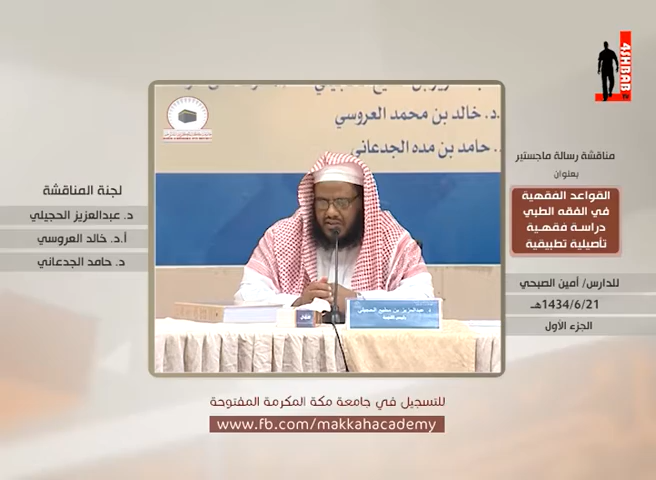 4SHBAB
tv
مناقشة رسالة ماجستير
بعنوان
القواعد الفقهية
في الفقه الطبي
دراسة فقهية
تأصيلية تطبيقية
للدارس/ أمين الصبحي
1434/6/21هـ
الجزء الأول
لجنة المناقشة
د. عبدالعزيز الحجيلي
أ.د. خالد العروسي
د. حامد الجدعاني
.د. خالد بن محمد العروسي
. حامد بن مده الجدعاني
للتسجيل في جامعة مكة المكرمة المفتوحة
www.fb.com/makkahacademy